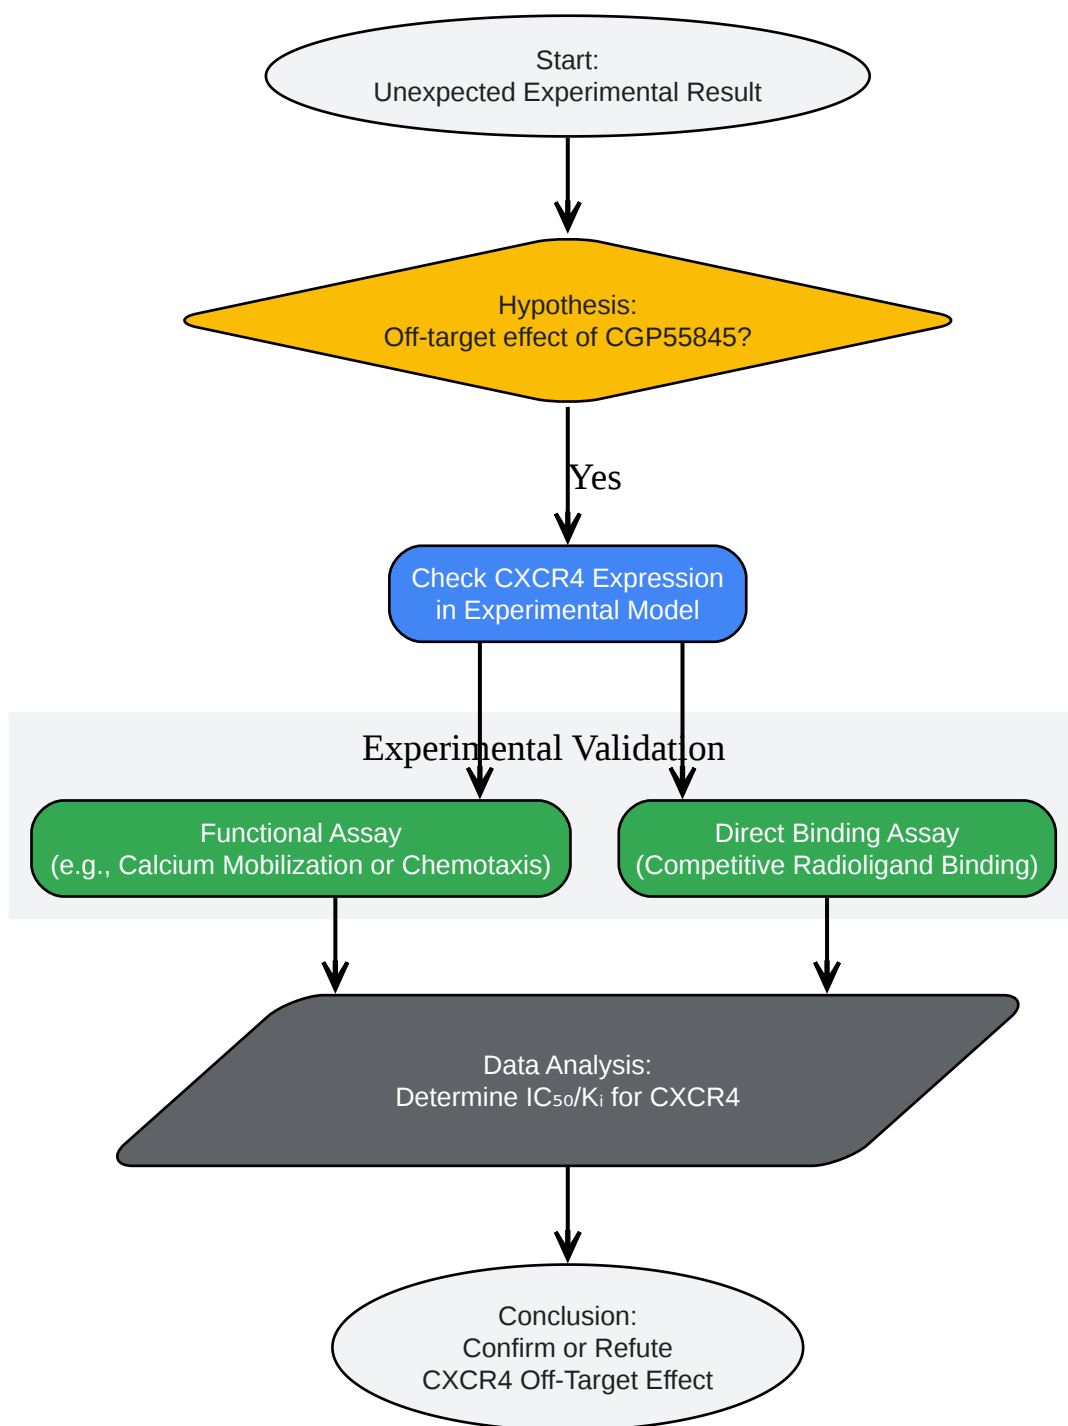 Start:
Unexpected Experimental Result
Hypothesis:
Off-target effect of CGP55845?
Yes
Check CXCR4 Expression
in Experimental Model
Experimental Validation
Functional Assay
(e.g., Calcium Mobilization or Chemotaxis)
Direct Binding Assay
(Competitive Radioligand Binding)
Data Analysis:
Determine IC₅₀/Kᵢ for CXCR4
Conclusion:
Confirm or Refute
CXCR4 Off-Target Effect